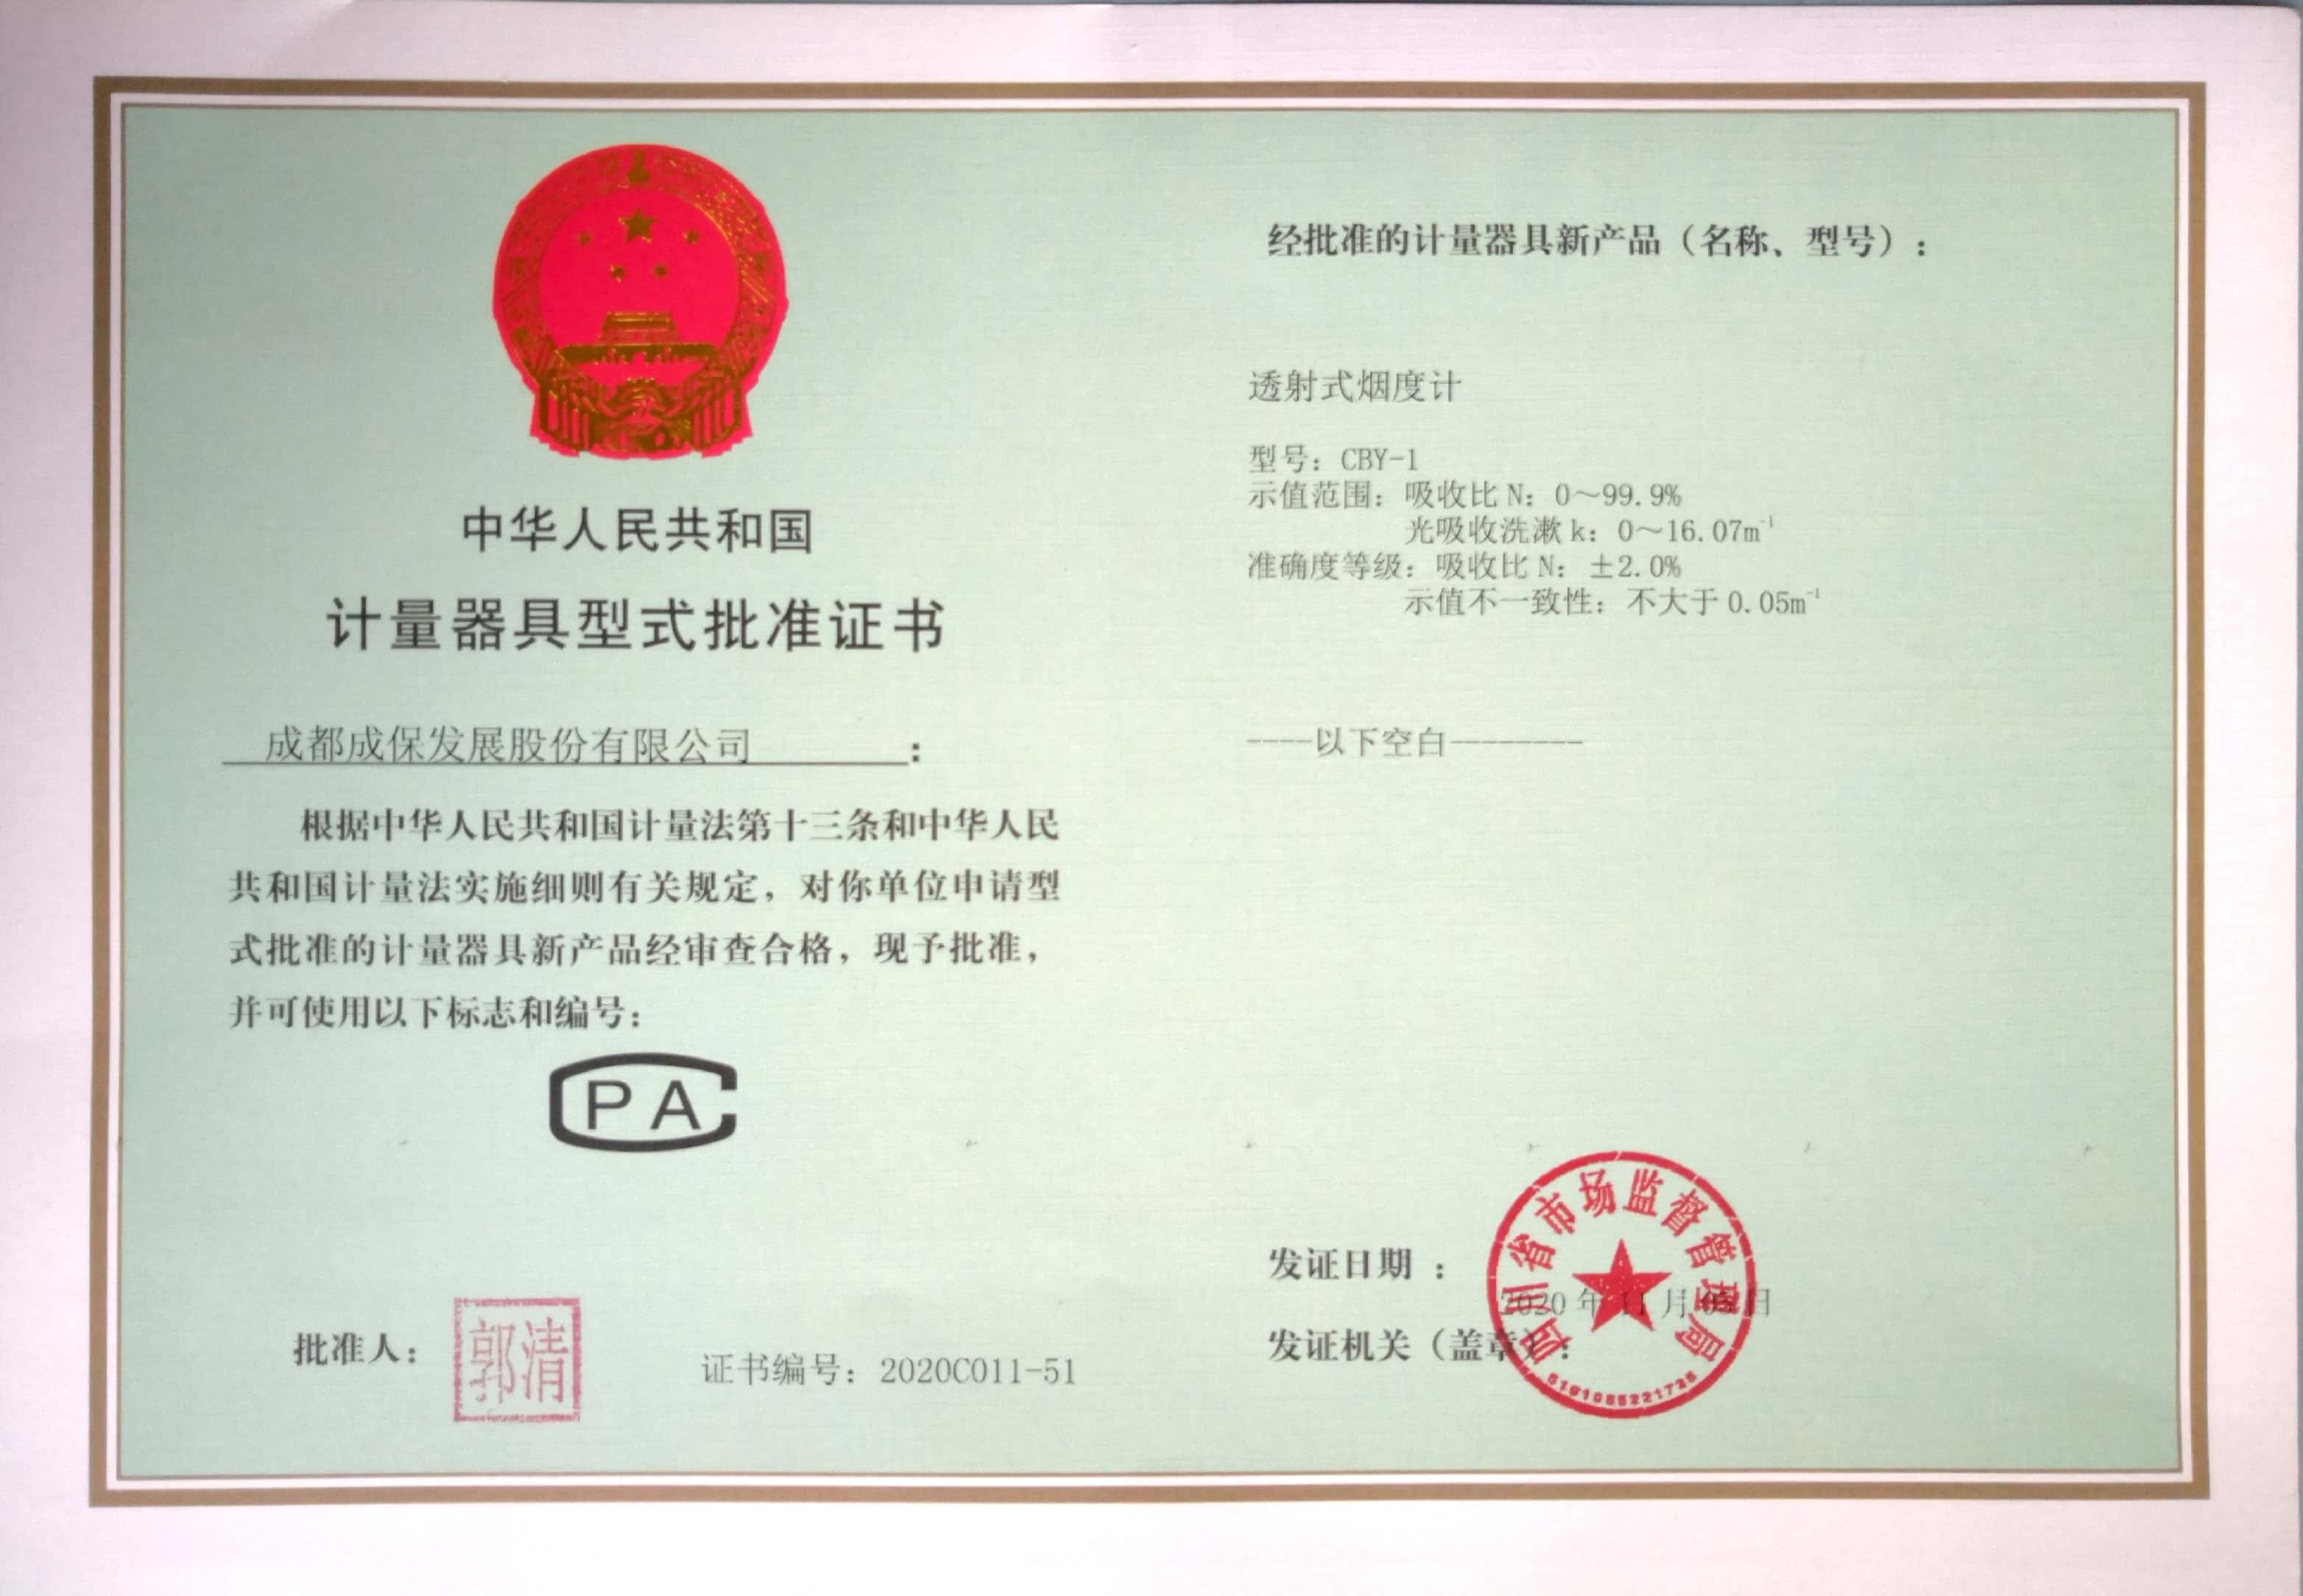 中华人民共和国
计量器具型式批准证书
成都成保发展股份有限公司:
根据中华人民共和国计量法第十三条和中华人民
共和国计量法实施细则有关规定，对你单位申请型
式批准的计量器具新产品经审查合格，现予批准，
并可使用以下标志和编号:
CPA
批准人:
郭清
证书编号: 2020C011-51
经批准的计量器具新产品（名称、型号）:
透射式烟度计
型号: CBY-1
示值范围: 吸收比N: 0～99.9%
光吸收洗漱k: 0～16.07m⁻¹
准确度等级: 吸收比N: ±2.0%
示值不一致性: 不大于0.05m⁻¹
----以下空白--------
发证日期 :
2020年11月 日
发证机关（盖章）:
四川省市场监督管理局